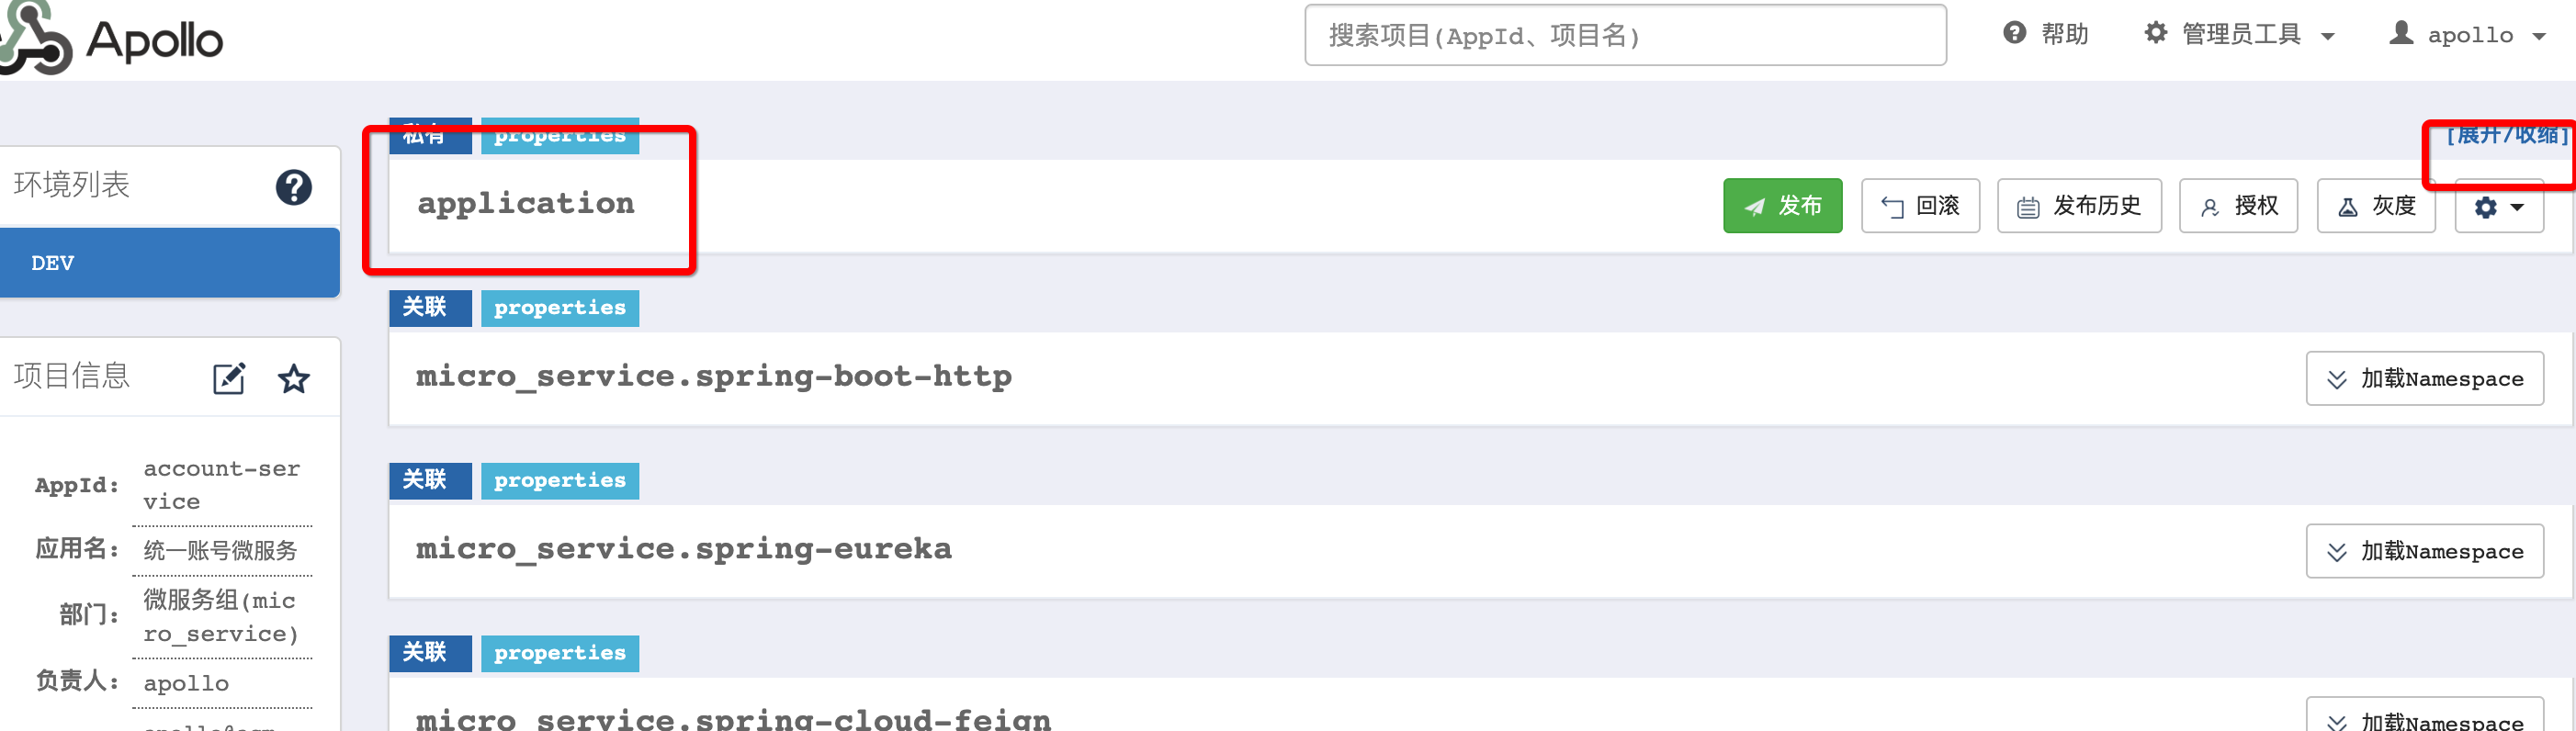 Apollo
搜索项目(AppId、项目名)
帮助
管理员工具
apollo
环境列表
DEV
项目信息
AppId:
account-ser
vice
应用名:
统一账号微服务
部门:
微服务组(mic
ro_service)
负责人:
apollo
私有
properties
[展开/收缩]
application
发布
回滚
发布历史
授权
灰度
关联
properties
micro_service.spring-boot-http
加载Namespace
关联
properties
micro_service.spring-eureka
加载Namespace
关联
properties
micro_service.spring-cloud-feign
加载Namespace